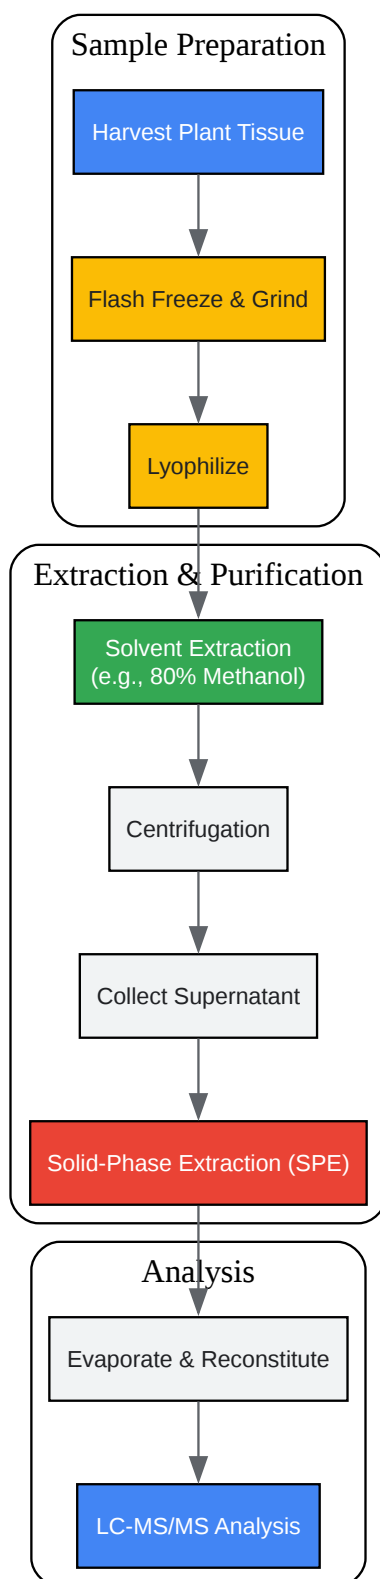 Sample Preparation
Harvest Plant Tissue
Flash Freeze & Grind
Lyophilize
Extraction & Purification
Solvent Extraction
(e.g., 80% Methanol)
Centrifugation
Collect Supernatant
Solid-Phase Extraction (SPE)
Analysis
Evaporate & Reconstitute
LC-MS/MS Analysis